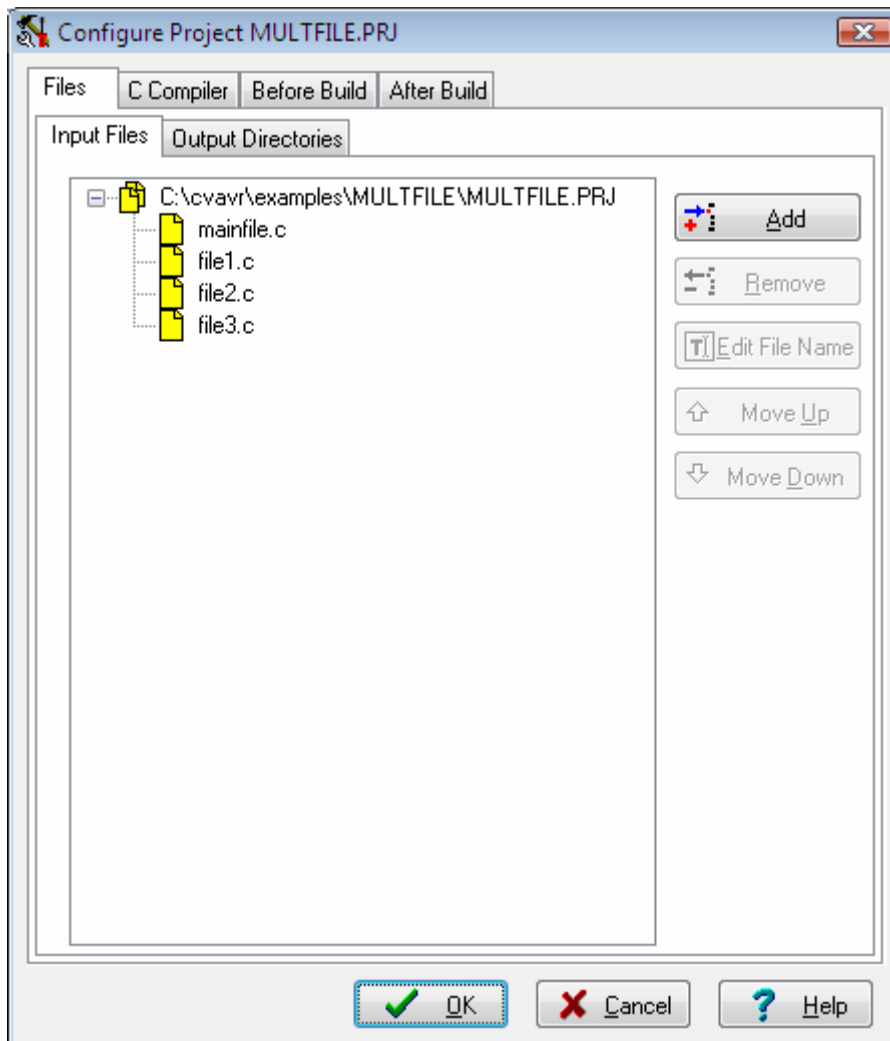 Configure Project MULTFILE.PRJ
Files C Compiler Before Build After Build
Input Files Output Directories
C:\cvavr\examples\MULTFILE\MULTFILE.PRJ
mainfile.c
file1.c
file2.c
file3.c
Add
Remove
Edit File Name
Move Up
Move Down
OK Cancel Help